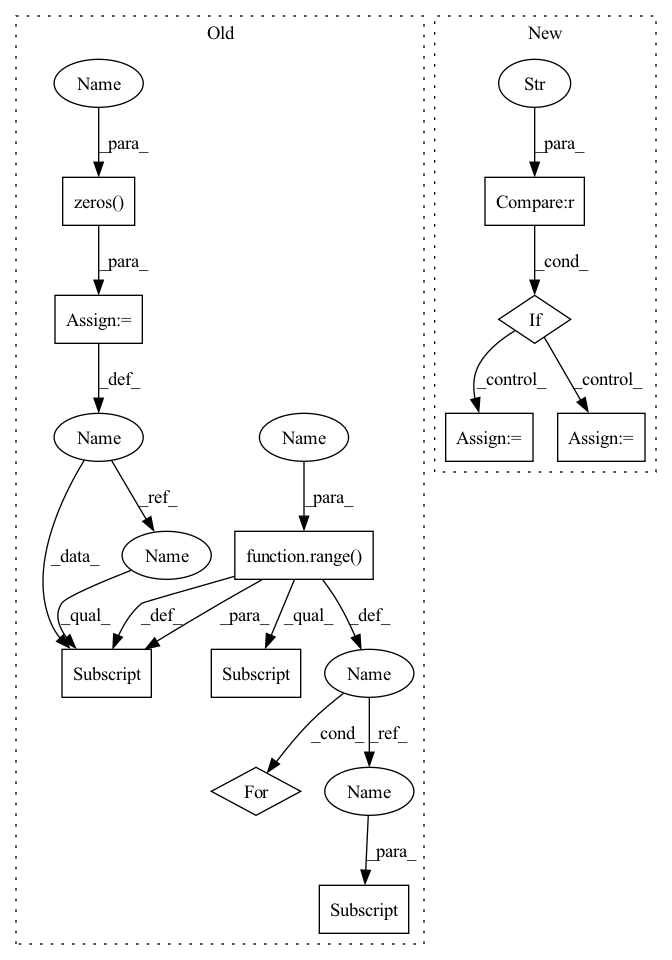 Old
New
Name
Str
_para_
_para_
zeros()
Compare:r
_para_
_cond_
Assign:=
If
_def_
_control_
_control_
Name
Name
Assign:=
Assign:=
_ref_
_para_
Name
function.range()
_data_
_qual_
_def_
_para_
_qual_
_def_
Subscript
Subscript
Name
_cond_
_ref_
For
Name
_para_
Subscript